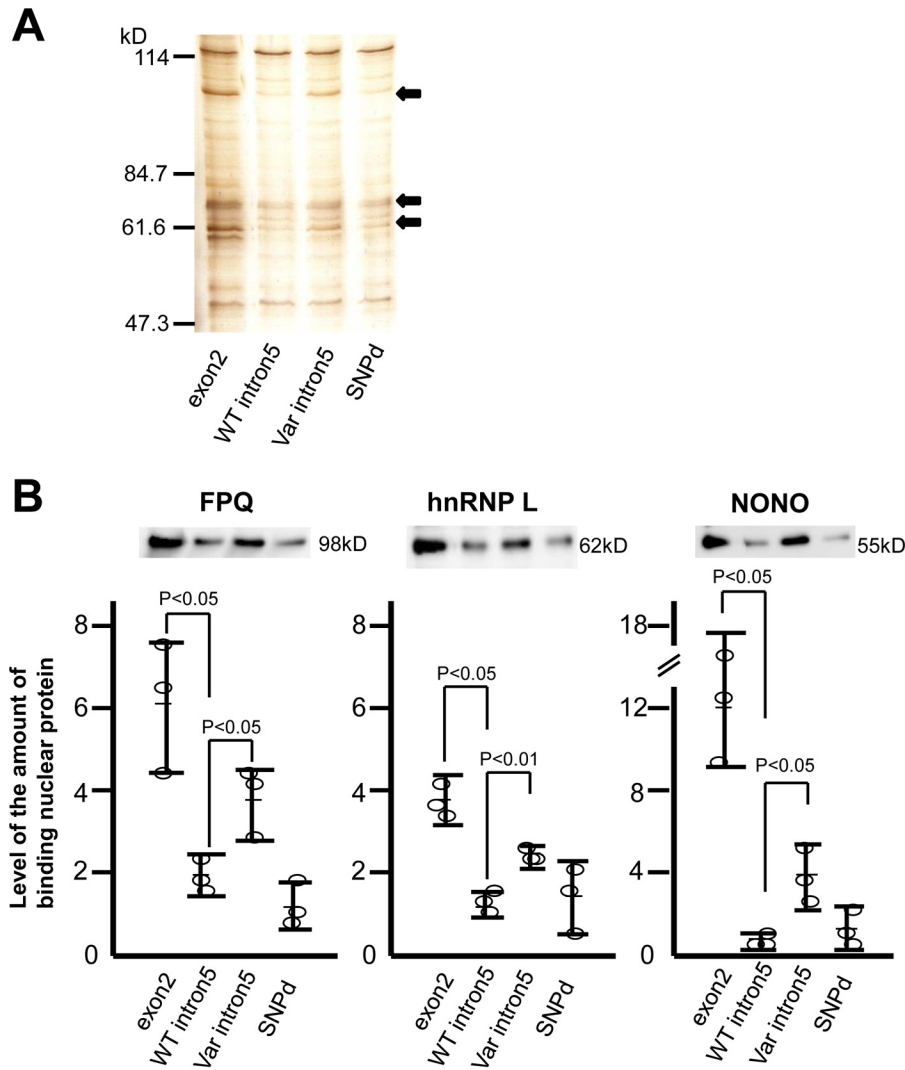 A
kD
114
84.7
61.6
47.3
exon2
WT intron5
Var intron5
SNPd
B
FPQ
98kD
hnRNP L
62kD
NONO
55kD
Level of the amount of
binding nuclear protein
8
6
4
2
0
P<0.05
P<0.05
exon2
WT intron5
Var intron5
SNPd
8
6
4
2
0
P<0.05
P<0.01
exon2
WT intron5
Var intron5
SNPd
18
12
8
4
0
P<0.05
P<0.05
exon2
WT intron5
Var intron5
SNPd